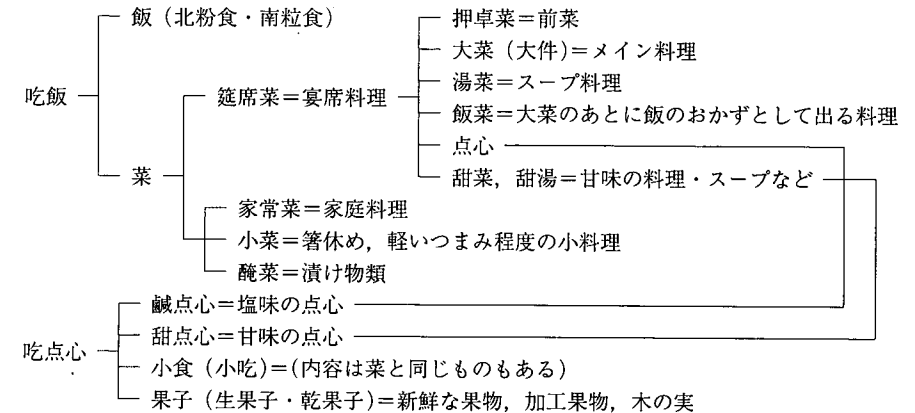 飯（北粉食・南粒食）
押卓菜＝前菜
大菜（大件）＝メイン料理
湯菜＝スープ料理
吃飯
筵席菜＝宴席料理
飯菜＝大菜のあとに飯のおかずとして出る料理
点心
菜
甜菜，甜湯＝甘味の料理・スープなど
家常菜＝家庭料理
小菜＝箸休め，軽いつまみ程度の小料理
醃菜＝漬け物類
鹹点心＝塩味の点心
甜点心＝甘味の点心
吃点心
小食（小吃）＝（内容は菜と同じものもある）
果子（生果子・乾果子）＝新鮮な果物，加工果物，木の実